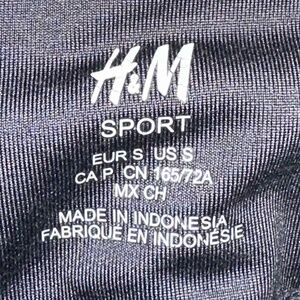 H&M
SPORT
EUR S US S
CA P CN 165/72A
MX CH
MADE IN INDONESIA
FABRIQUÉ EN INDONÉSIE